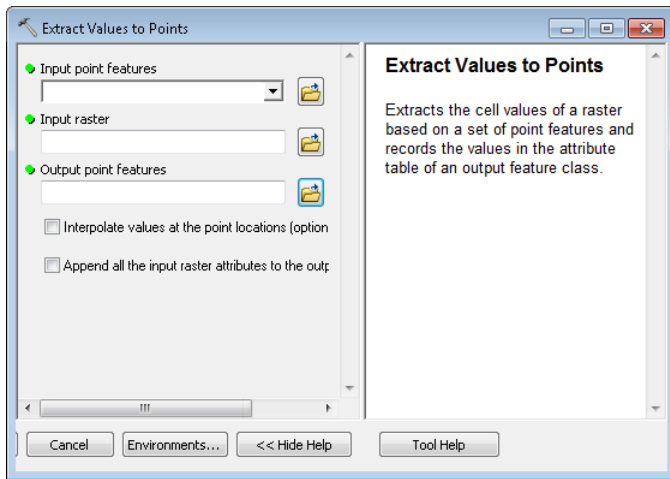 Extract Values to Points
Input point features
Input raster
Output point features
Interpolate values at the point locations (option
Append all the input raster attributes to the outp
Extract Values to Points
Extracts the cell values of a raster
based on a set of point features and
records the values in the attribute
table of an output feature class.
Cancel
Environments...
<< Hide Help
Tool Help